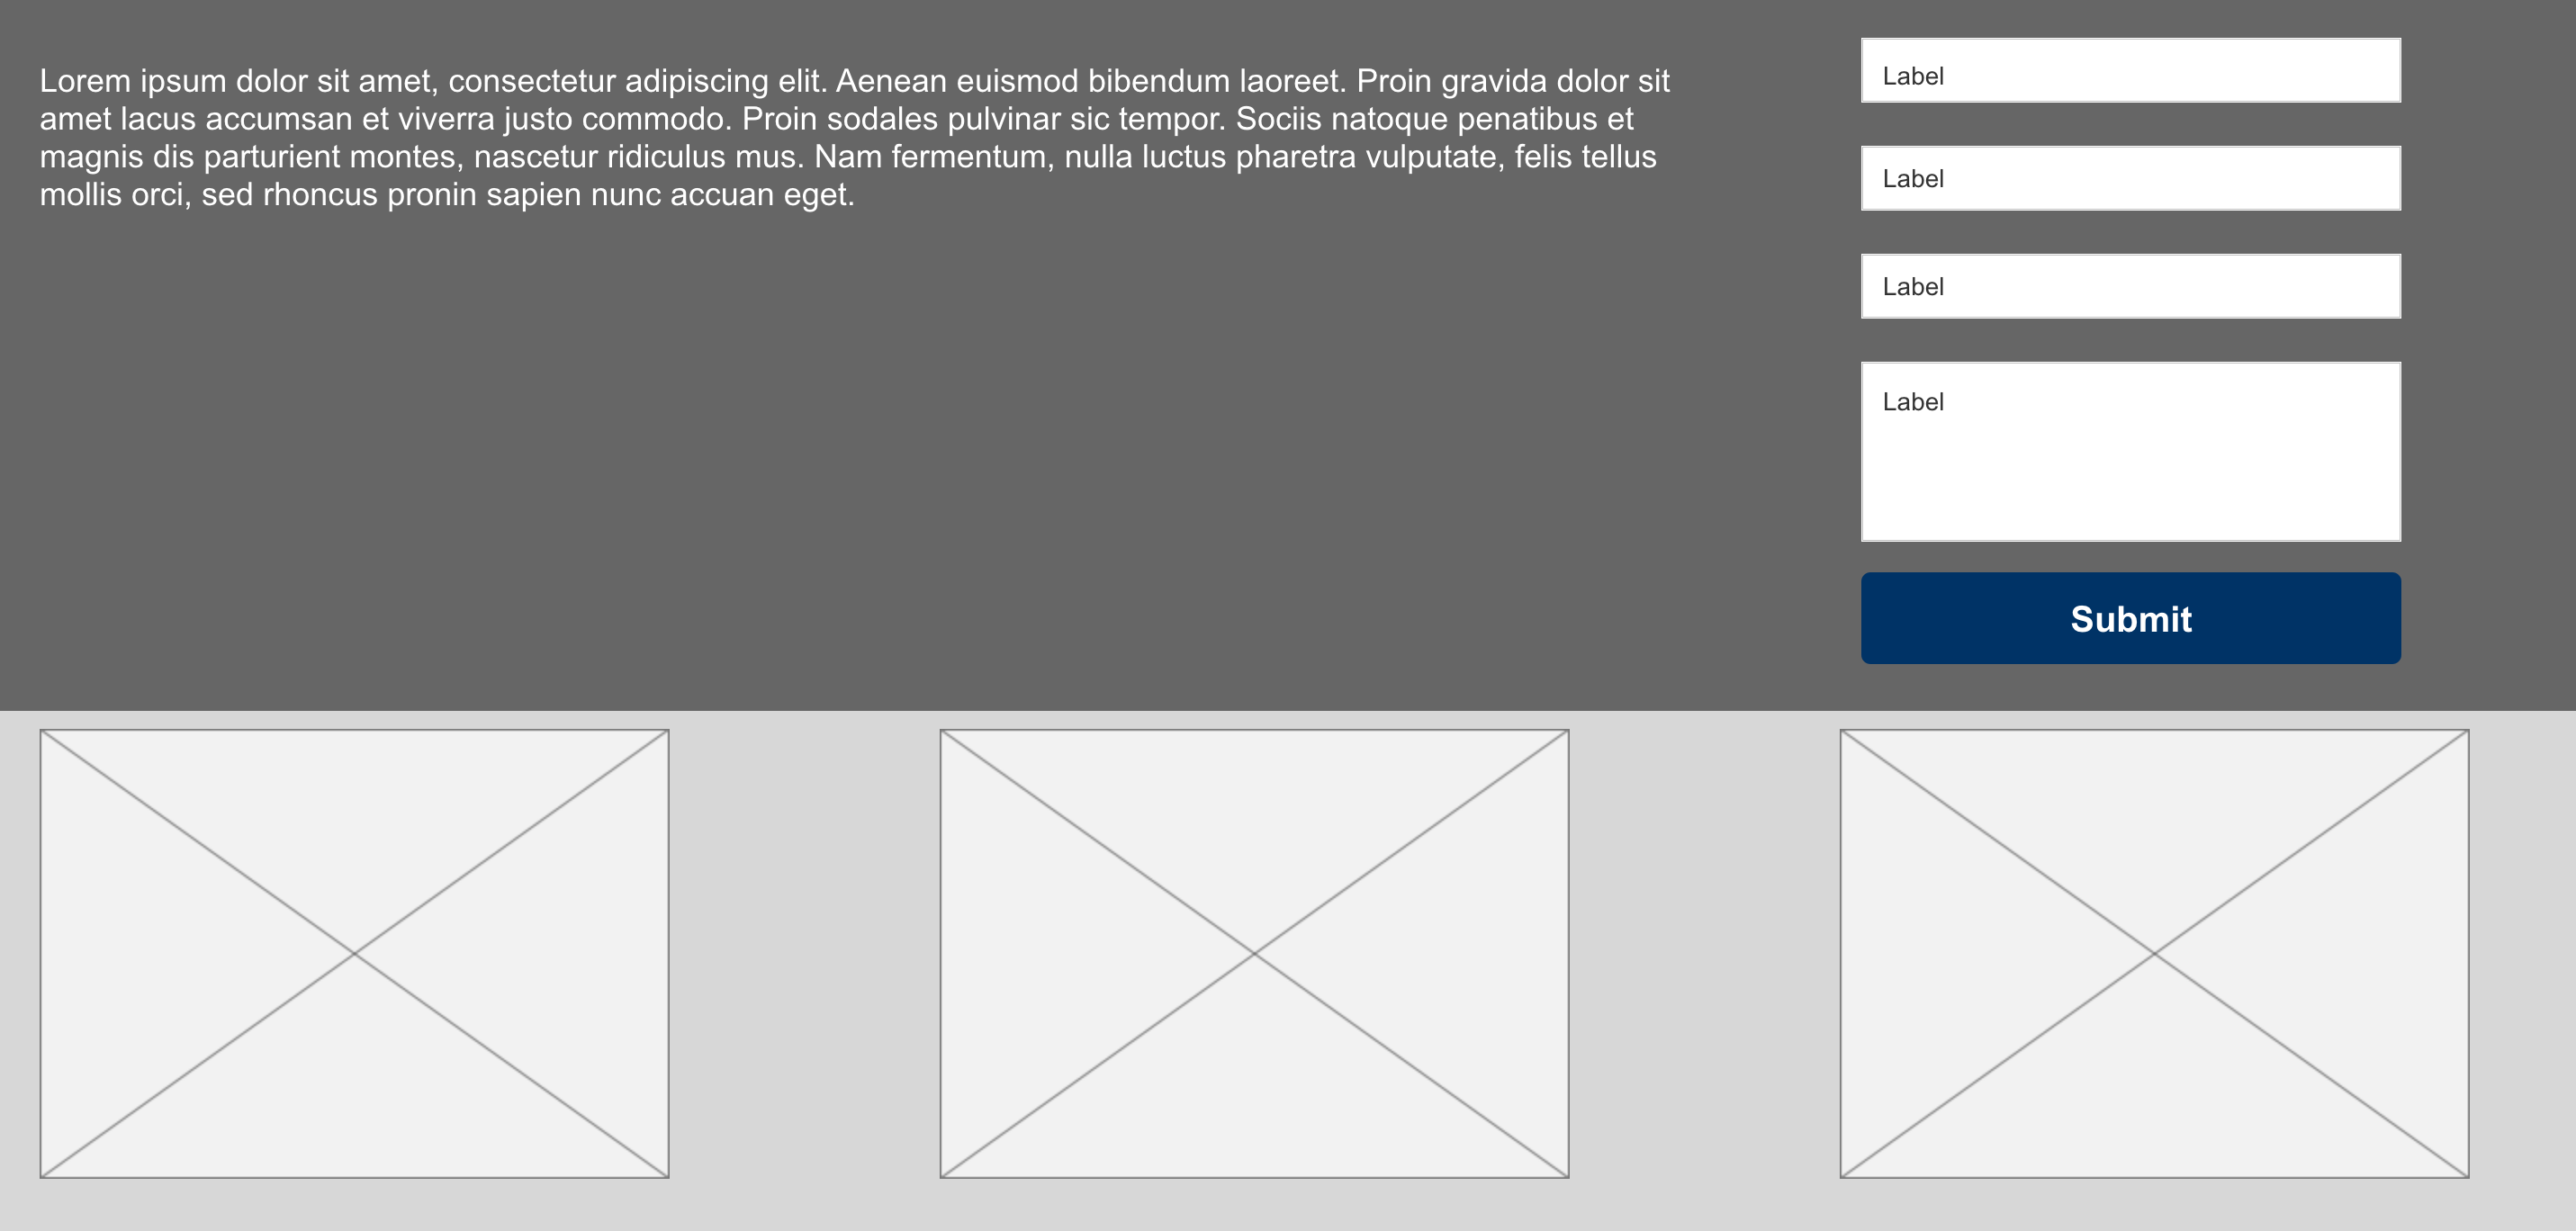 Lorem ipsum dolor sit amet, consectetur adipiscing elit. Aenean euismod bibendum laoreet. Proin gravida dolor sit
amet lacus accumsan et viverra justo commodo. Proin sodales pulvinar sic tempor. Sociis natoque penatibus et
magnis dis parturient montes, nascetur ridiculus mus. Nam fermentum, nulla luctus pharetra vulputate, felis tellus
mollis orci, sed rhoncus pronin sapien nunc accuan eget.
Label
Label
Label
Label
Submit